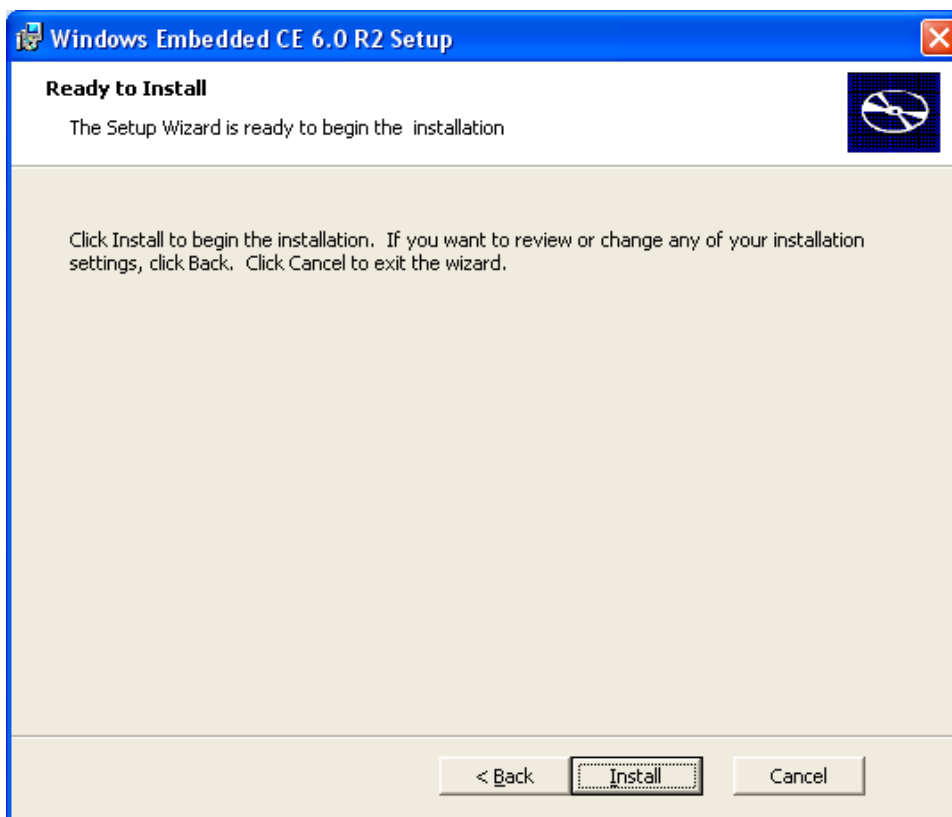 Windows Embedded CE 6.0 R2 Setup
Ready to Install
The Setup Wizard is ready to begin the  installation
Click Install to begin the installation.  If you want to review or change any of your installation
settings, click Back.  Click Cancel to exit the wizard.
< Back
Install
Cancel